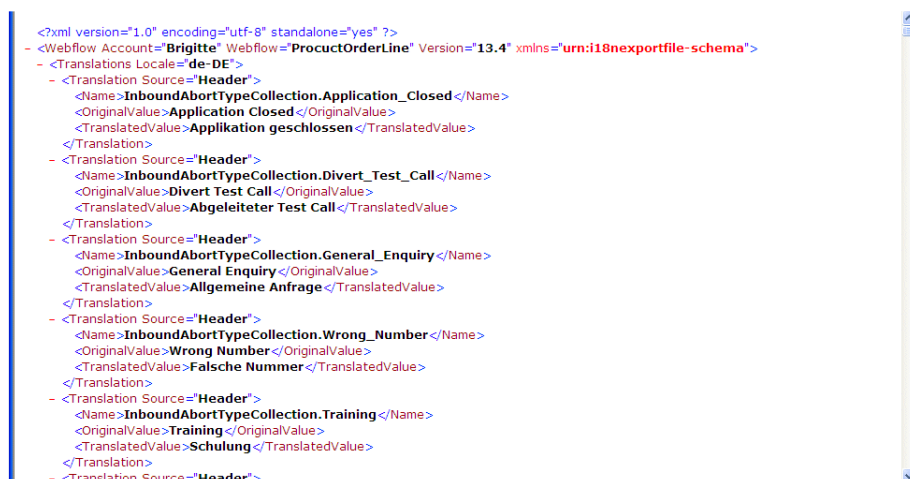 <?xml version="1.0" encoding="utf-8" standalone="yes" ?>
- <Webflow Account="Brigitte" Webflow="ProcuctOrderLine" Version="13.4" xmlns="urn:i18nexportfile-schema">
- <Translations Locale="de-DE">
- <Translation Source="Header">
<Name>InboundAbortTypeCollection.Application_Closed</Name>
<OriginalValue>Application Closed</OriginalValue>
<TranslatedValue>Applikation geschlossen</TranslatedValue>
</Translation>
- <Translation Source="Header">
<Name>InboundAbortTypeCollection.Divert_Test_Call</Name>
<OriginalValue>Divert Test Call</OriginalValue>
<TranslatedValue>Abgeleiteter Test Call</TranslatedValue>
</Translation>
- <Translation Source="Header">
<Name>InboundAbortTypeCollection.General_Enquiry</Name>
<OriginalValue>General Enquiry</OriginalValue>
<TranslatedValue>Allgemeine Anfrage</TranslatedValue>
</Translation>
- <Translation Source="Header">
<Name>InboundAbortTypeCollection.Wrong_Number</Name>
<OriginalValue>Wrong Number</OriginalValue>
<TranslatedValue>Falsche Nummer</TranslatedValue>
</Translation>
- <Translation Source="Header">
<Name>InboundAbortTypeCollection.Training</Name>
<OriginalValue>Training</OriginalValue>
<TranslatedValue>Schulung</TranslatedValue>
</Translation>
- <Translation Source="Header">